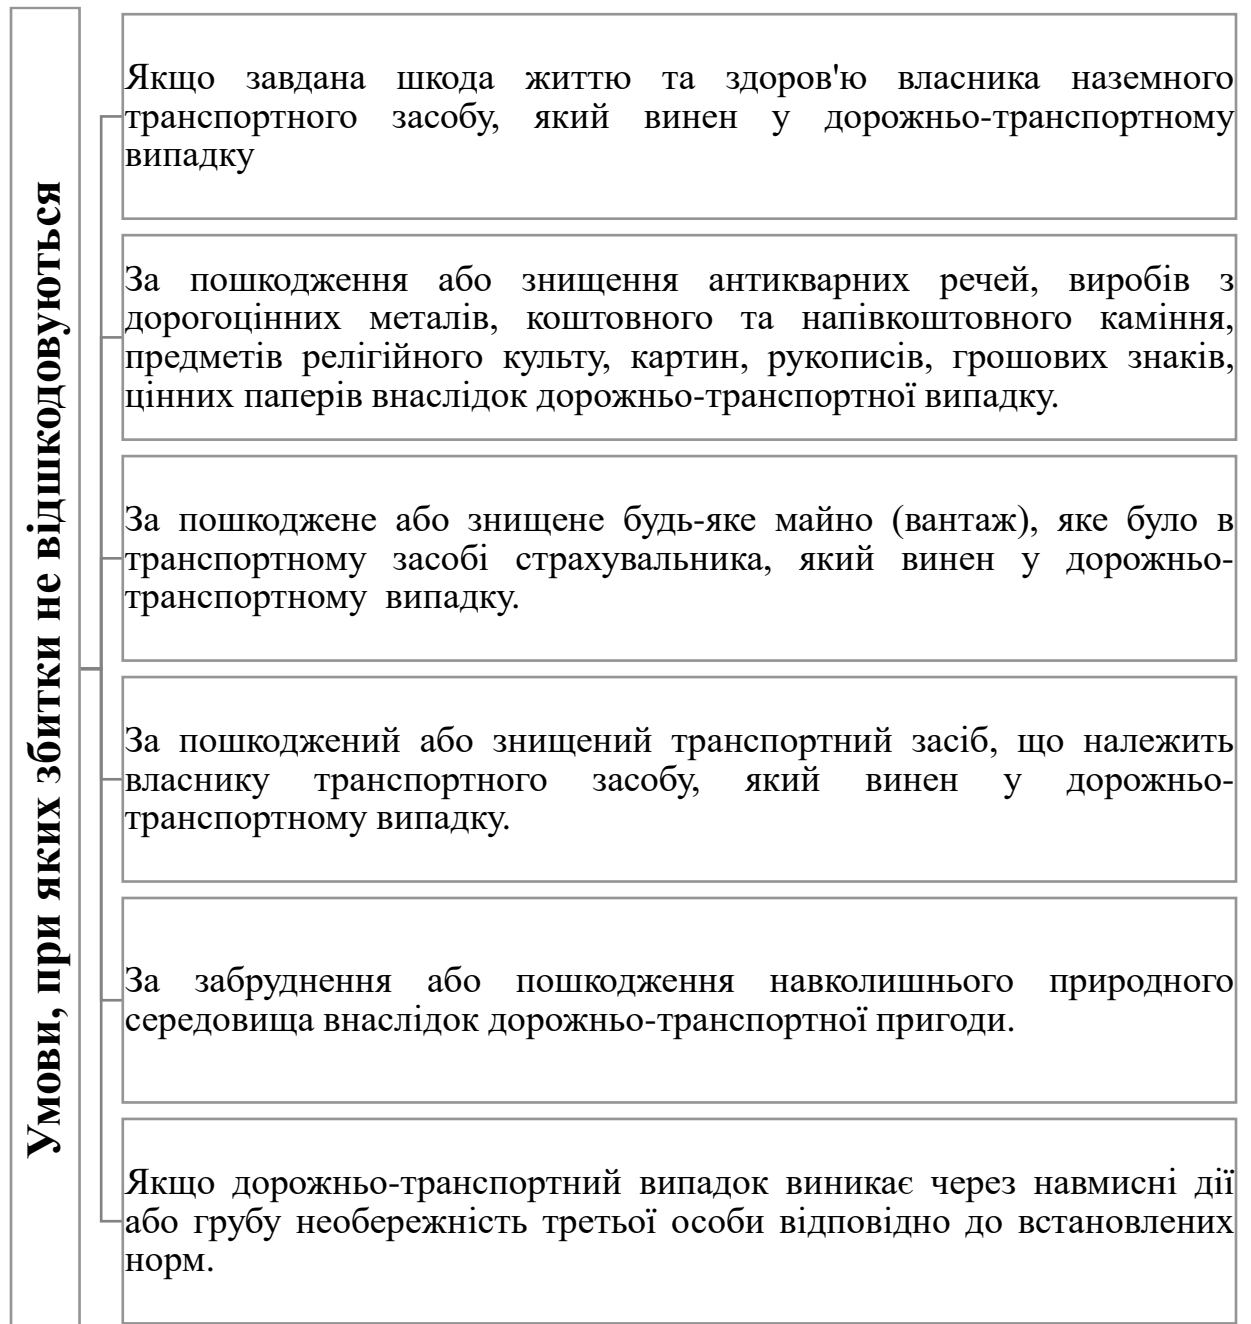 Умови, при яких збитки не відшкодовуються
Якщо завдана шкода життю та здоров'ю власника наземного
транспортного засобу, який винен у дорожньо-транспортному
випадку
За пошкодження або знищення антикварних речей, виробів з
дорогоцінних металів, коштовного та напівкоштовного каміння,
предметів релігійного культу, картин, рукописів, грошових знаків,
цінних паперів внаслідок дорожньо-транспортної випадку.
За пошкоджене або знищене будь-яке майно (вантаж), яке було в
транспортному засобі страхувальника, який винен у дорожньо-
транспортному випадку.
За пошкоджений або знищений транспортний засіб, що належить
власнику транспортного засобу, який винен у дорожньо-
транспортному випадку.
За забруднення або пошкодження навколишнього природного
середовища внаслідок дорожньо-транспортної пригоди.
Якщо дорожньо-транспортний випадок виникає через навмисні дії
або грубу необережність третьої особи відповідно до встановлених
норм.